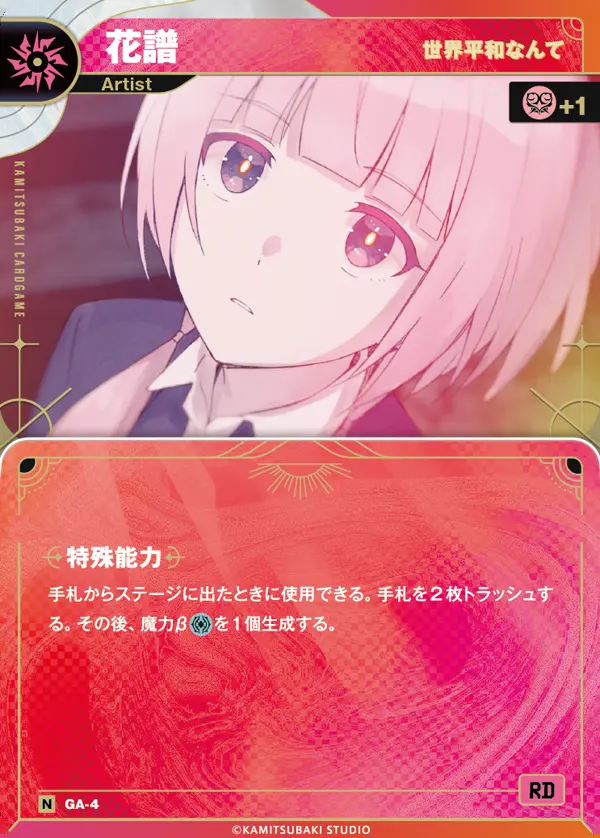 花譜
世界平和なんて
Artist
+1
KAMITSUBAKI CARDGAME
特殊能力
手札からステージに出たときに使用できる。手札を2枚トラッシュす
る。その後、魔力βを1個生成する。
N GA-4
RD
©KAMITSUBAKI STUDIO